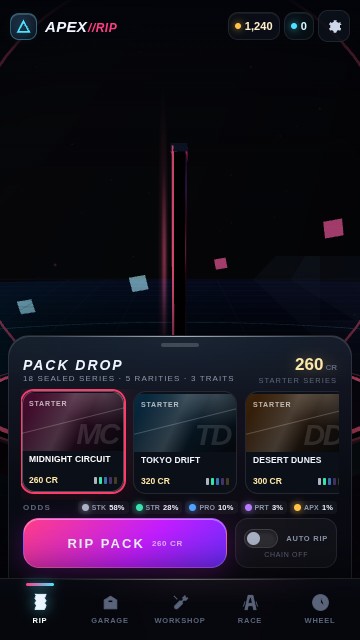 APEX//RIP
1,240
0
PACK DROP
260 CR
18 SEALED SERIES · 5 RARITIES · 3 TRAITS
STARTER SERIES
STARTER
MC
MIDNIGHT CIRCUIT
260 CR
STARTER
TD
TOKYO DRIFT
320 CR
STARTER
DD
DESERT DUNES
300 CR
ODDS
STK 58%
STR 28%
PRO 10%
PRT 3%
APX 1%
RIP PACK 260 CR
AUTO RIP
CHAIN OFF
RIP
GARAGE
WORKSHOP
RACE
WHEEL